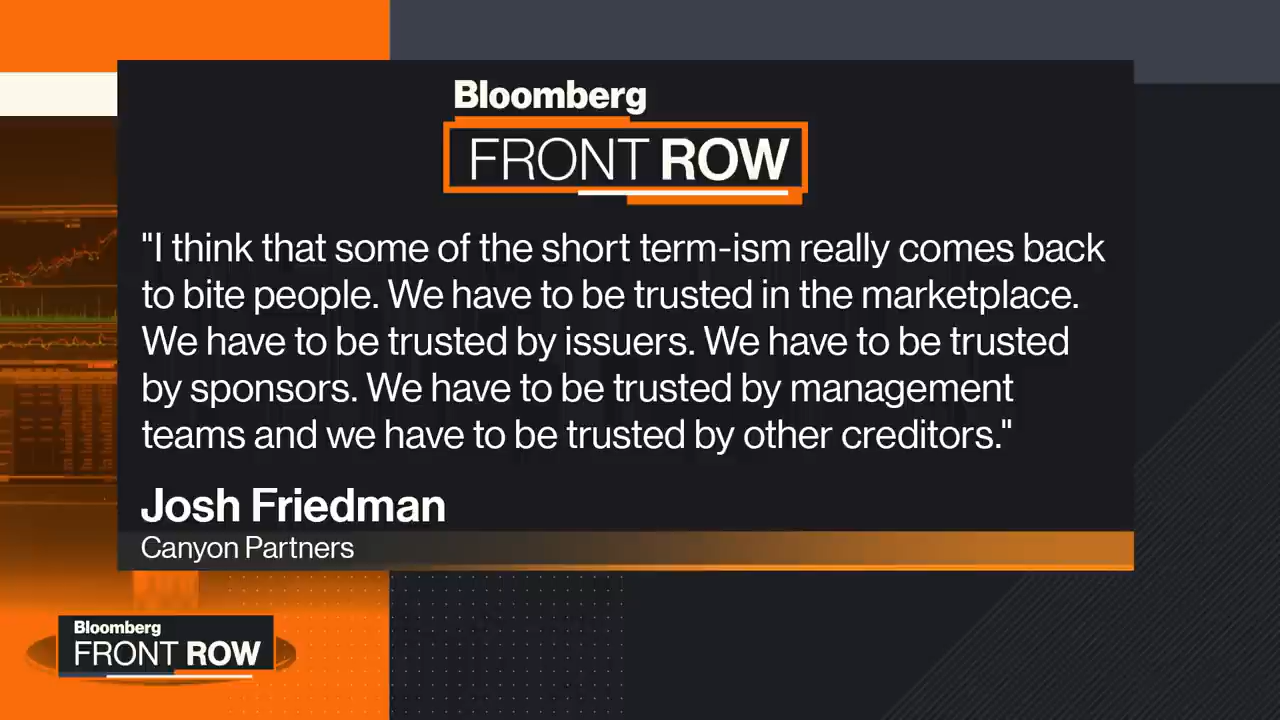 Bloomberg
FRONT ROW
"I think that some of the short term-ism really comes back
to bite people. We have to be trusted in the marketplace.
We have to be trusted by issuers. We have to be trusted
by sponsors. We have to be trusted by management
teams and we have to be trusted by other creditors."
Josh Friedman
Canyon Partners
Bloomberg
FRONT ROW